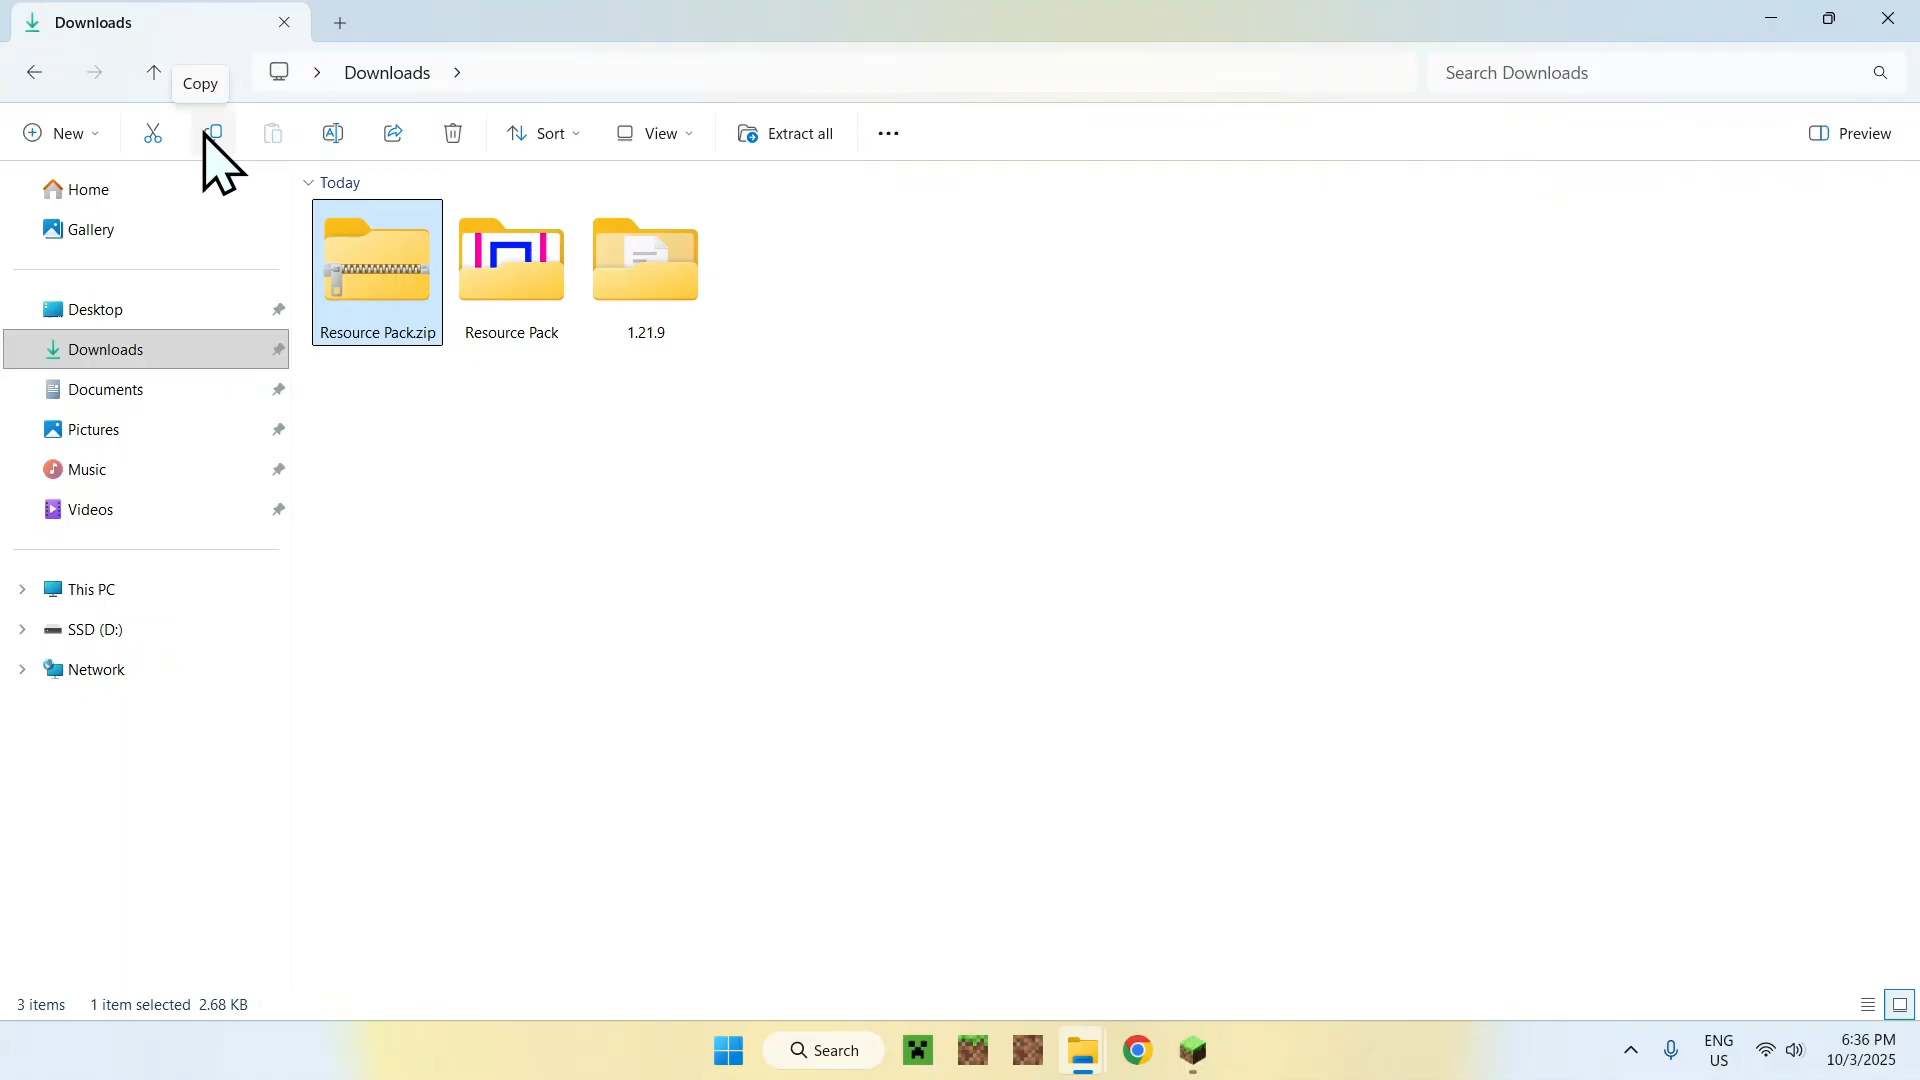 Downloads
Copy
Downloads
Search Downloads
New
Sort
View
Extract all
Preview
Home
Gallery
Desktop
Downloads
Documents
Pictures
Music
Videos
This PC
SSD (D:)
Network
Today
Resource Pack.zip
Resource Pack
1.21.9
3 items 1 item selected 2.68 KB
Search
ENG
US
6:36 PM
10/3/2025